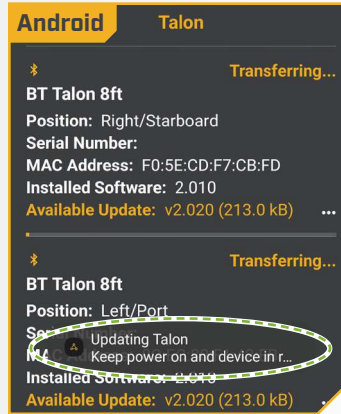 Android
Talon
Transferring...
BT Talon 8ft
Position: Right/Starboard
Serial Number:
MAC Address: F0:5E:CD:F7:CB:FD
Installed Software: 2.010
Available Update: v2.020 (213.0 kB) ...
Transferring...
BT Talon 8ft
Position: Left/Port
Updating Talon
Keep power on and device in r...
Installed Software:
Available Update: v2.020 (213.0 kB)